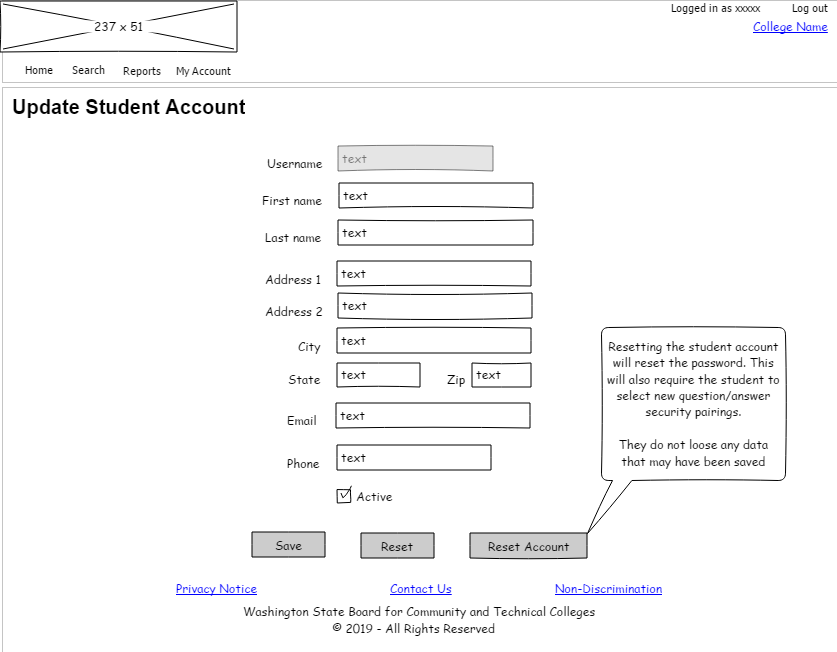 Logged in as xxxxx Log out
237 x 51
College Name
Home Search Reports My Account
Update Student Account
Username text
First name text
Last name text
Address 1 text
Address 2 text
City text
State text Zip text
Email text
Phone text
Active
Resetting the student account
will reset the password. This
will also require the student to
select new question/answer
security pairings.
They do not loose any data
that may have been saved
Save Reset Reset Account
Privacy Notice Contact Us Non-Discrimination
Washington State Board for Community and Technical Colleges
© 2019 - All Rights Reserved